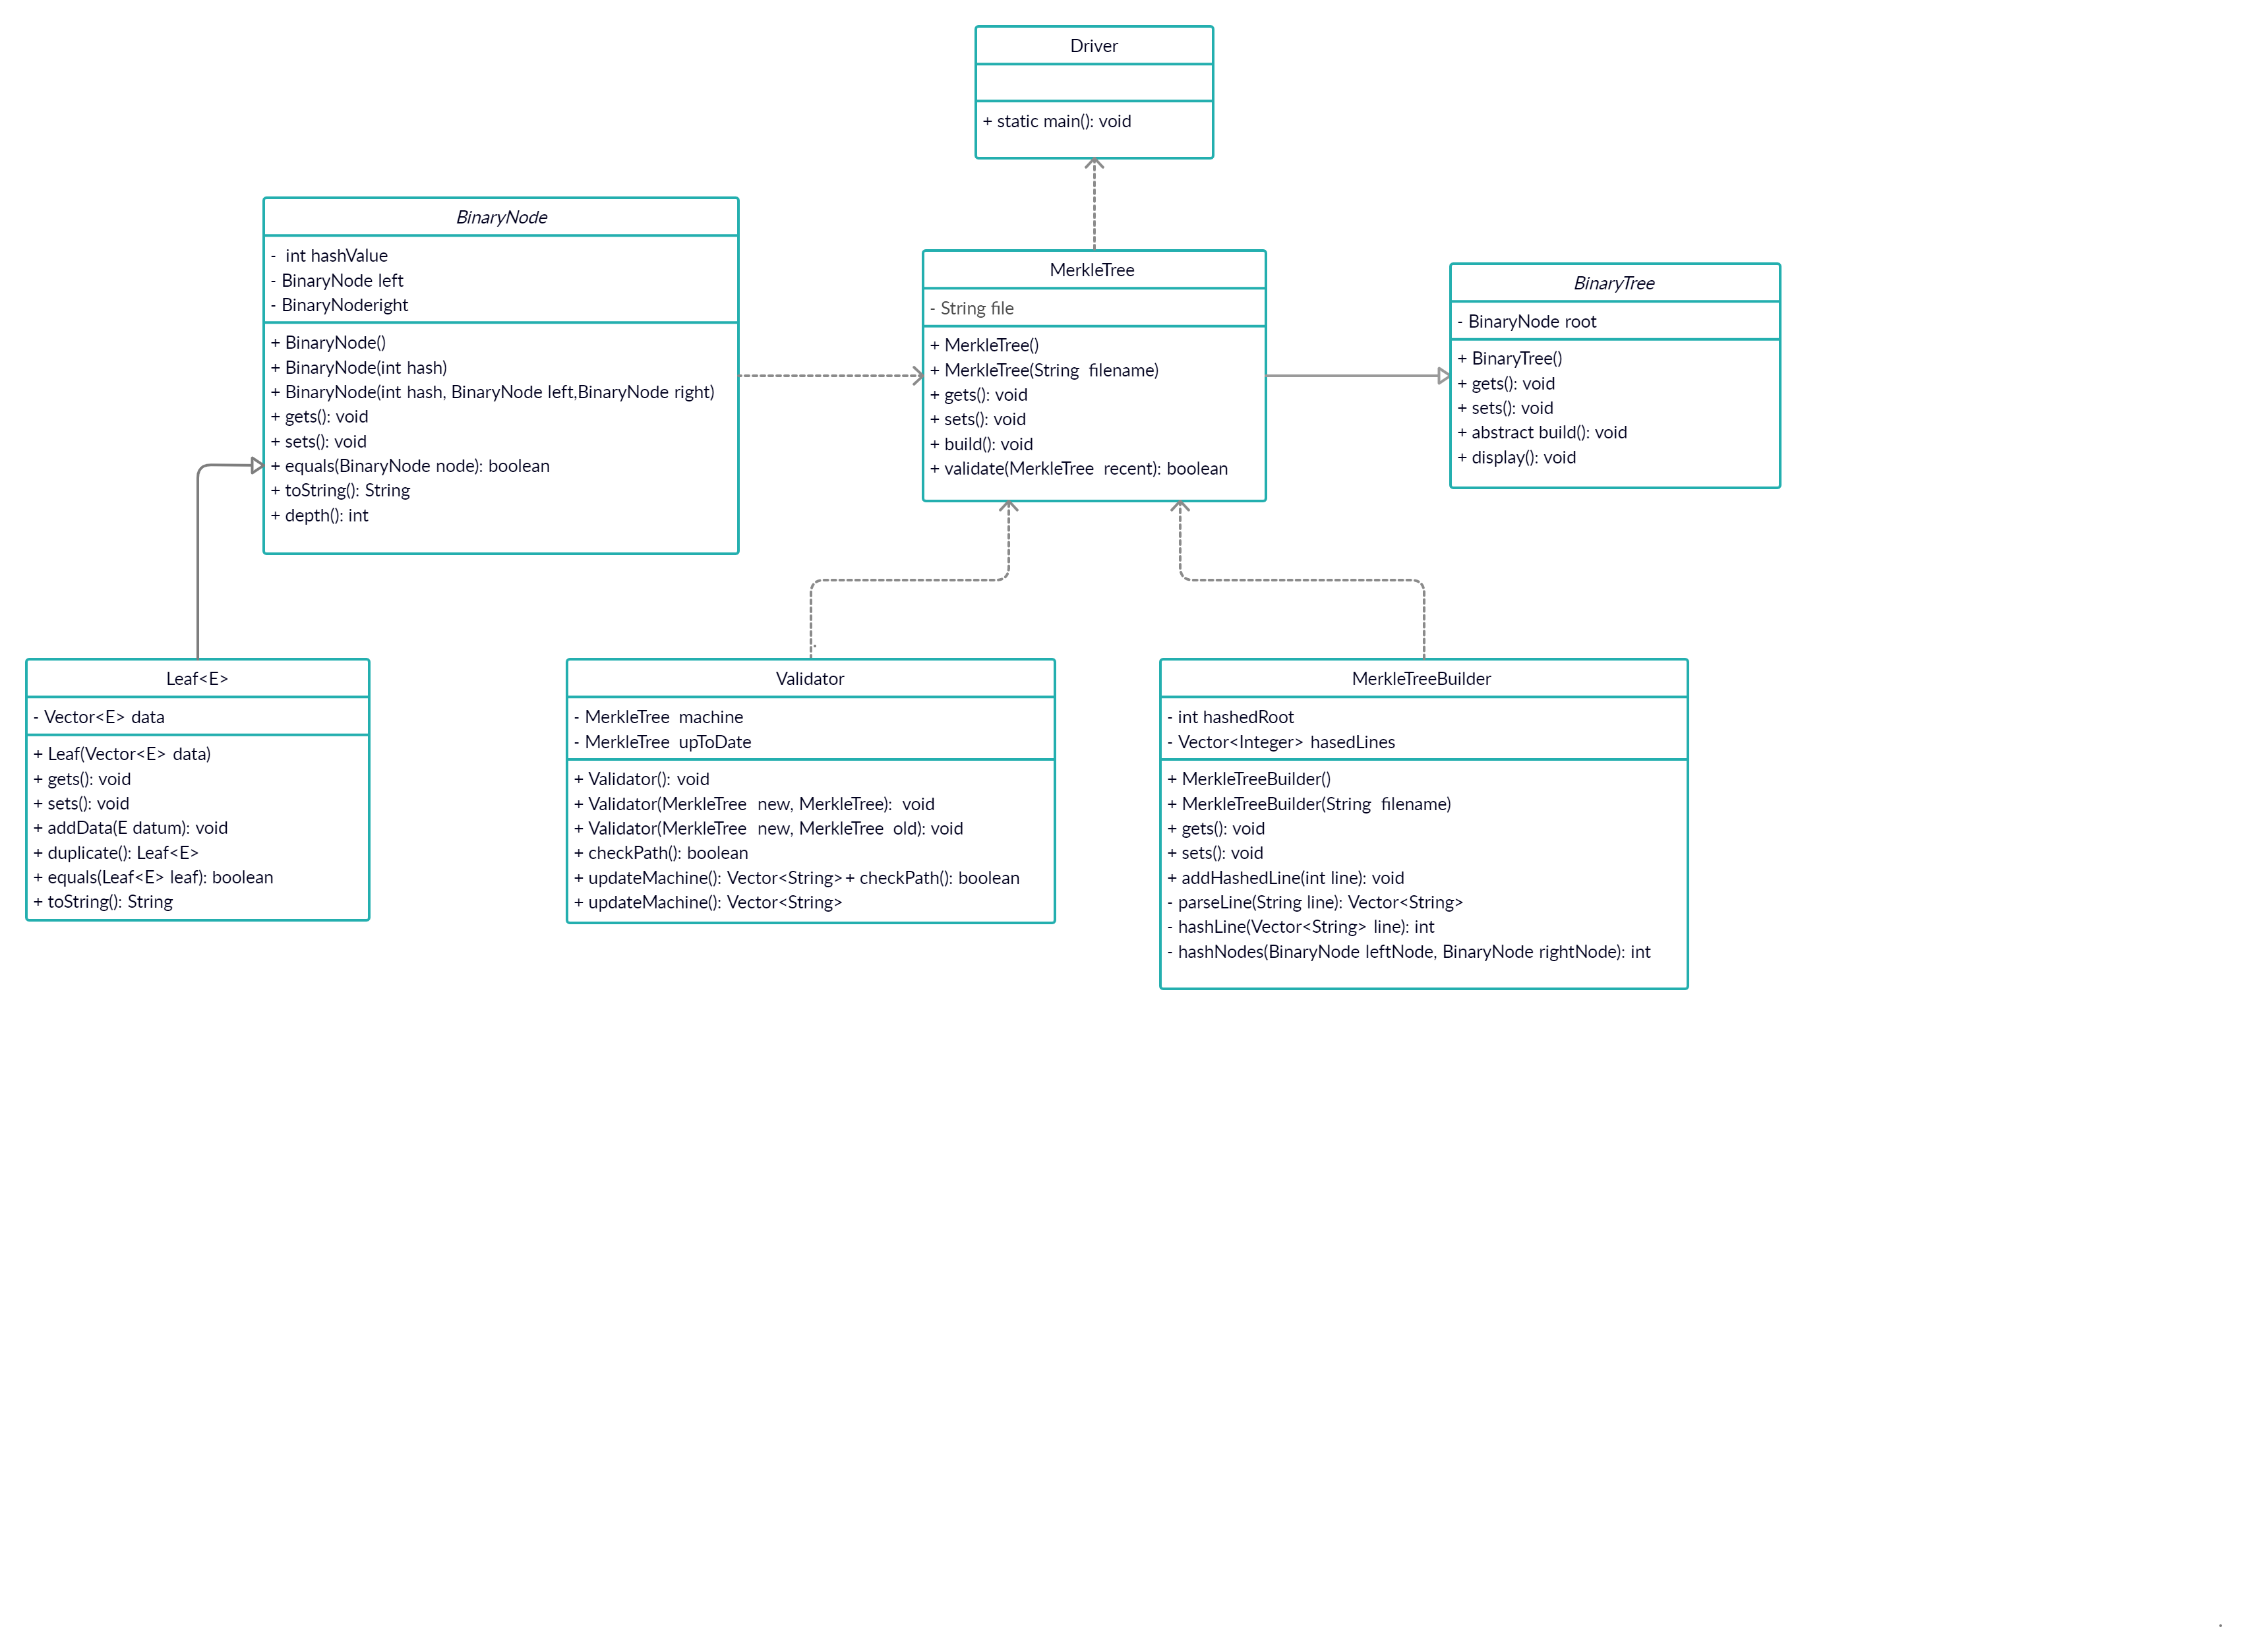 Driver
+ static main(): void
BinaryNode
-  int hashValue
- BinaryNode left
- BinaryNoderight
+ BinaryNode()
+ BinaryNode(int hash)
+ BinaryNode(int hash, BinaryNode left,BinaryNode right)
+ gets(): void
+ sets(): void
+ equals(BinaryNode node): boolean
+ toString(): String
+ depth(): int
MerkleTree
- String file
+ MerkleTree()
+ MerkleTree(String  filename)
+ gets(): void
+ sets(): void
+ build(): void
+ validate(MerkleTree  recent): boolean
BinaryTree
- BinaryNode root
+ BinaryTree()
+ gets(): void
+ sets(): void
+ abstract build(): void
+ display(): void
Leaf<E>
- Vector<E> data
+ Leaf(Vector<E> data)
+ gets(): void
+ sets(): void
+ addData(E datum): void
+ duplicate(): Leaf<E>
+ equals(Leaf<E> leaf): boolean
+ toString(): String
Validator
- MerkleTree  machine
- MerkleTree  upToDate
+ Validator(): void
+ Validator(MerkleTree  new, MerkleTree):  void
+ Validator(MerkleTree  new, MerkleTree  old): void
+ checkPath(): boolean
+ updateMachine(): Vector<String>+ checkPath(): boolean
+ updateMachine(): Vector<String>
MerkleTreeBuilder
- int hashedRoot
- Vector<Integer> hasedLines
+ MerkleTreeBuilder()
+ MerkleTreeBuilder(String  filename)
+ gets(): void
+ sets(): void
+ addHashedLine(int line): void
- parseLine(String line): Vector<String>
- hashLine(Vector<String> line): int
- hashNodes(BinaryNode leftNode, BinaryNode rightNode): int